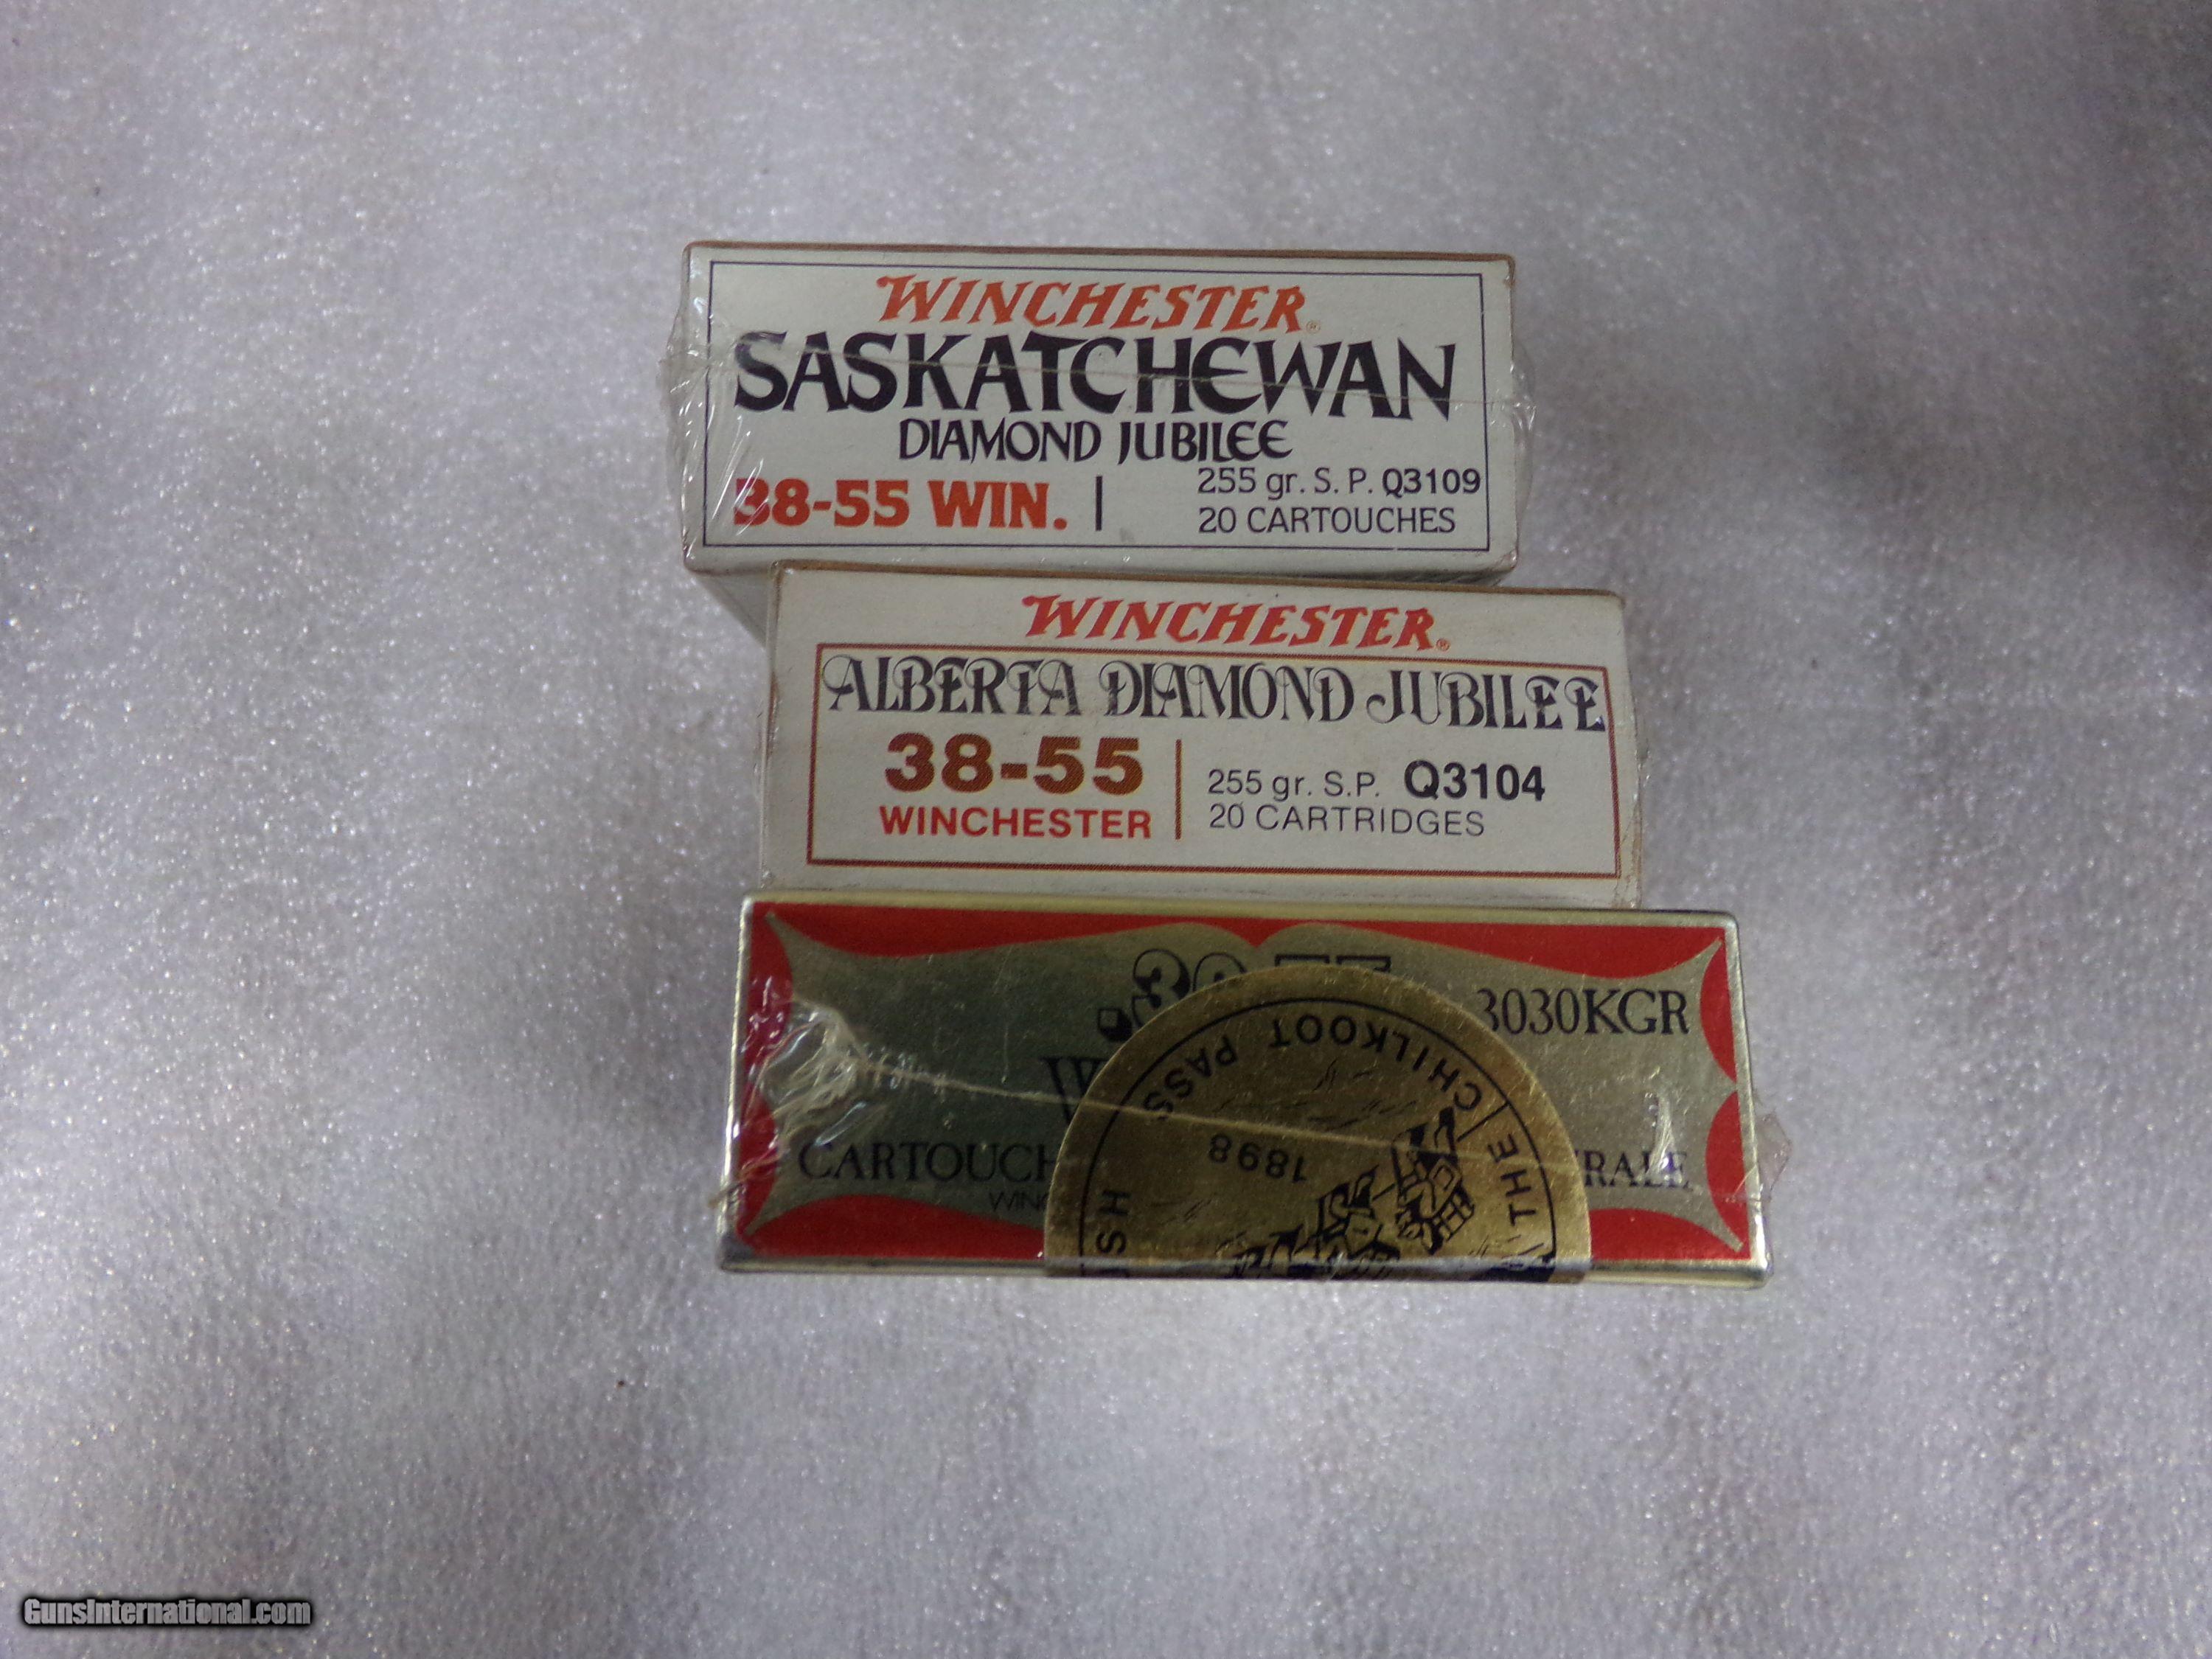 WINCHESTER®
SASKATCHEWAN
DIAMOND JUBILEE
38-55 WIN. | 255 gr. S. P. Q3109
20 CARTOUCHES
WINCHESTER®
ALBERTA DIAMOND JUBILEE
38-55
WINCHESTER
255 gr. S.P. Q3104
20 CARTRIDGES
3030KGR
THE CHILKOOT PASS
1898
GunsInternational.com